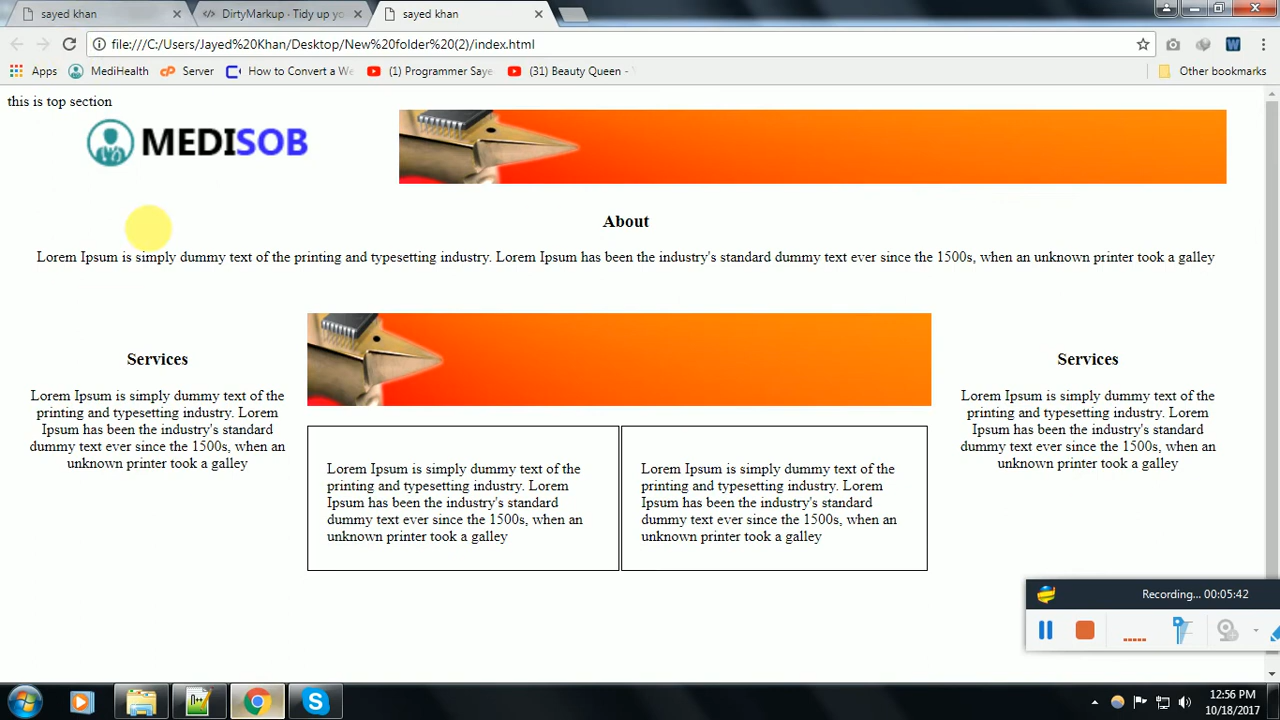 sayed khan
DirtyMarkup - Tidy up yo
sayed khan
file:///C:/Users/Jayed%20Khan/Desktop/New%20folder%20(2)/index.html
Apps
MediHealth
Server
How to Convert a We
(1) Programmer Saye
(31) Beauty Queen -
Other bookmarks
this is top section
MEDISOB
About
Lorem Ipsum is simply dummy text of the printing and typesetting industry. Lorem Ipsum has been the industry's standard dummy text ever since the 1500s, when an unknown printer took a galley
Services
Lorem Ipsum is simply dummy text of the
printing and typesetting industry. Lorem
Ipsum has been the industry's standard
dummy text ever since the 1500s, when an
unknown printer took a galley
Lorem Ipsum is simply dummy text of the
printing and typesetting industry. Lorem
Ipsum has been the industry's standard
dummy text ever since the 1500s, when an
unknown printer took a galley
Lorem Ipsum is simply dummy text of the
printing and typesetting industry. Lorem
Ipsum has been the industry's standard
dummy text ever since the 1500s, when an
unknown printer took a galley
Services
Lorem Ipsum is simply dummy text of the
printing and typesetting industry. Lorem
Ipsum has been the industry's standard
dummy text ever since the 1500s, when an
unknown printer took a galley
Recording... 00:05:42
12:56 PM
10/18/2017